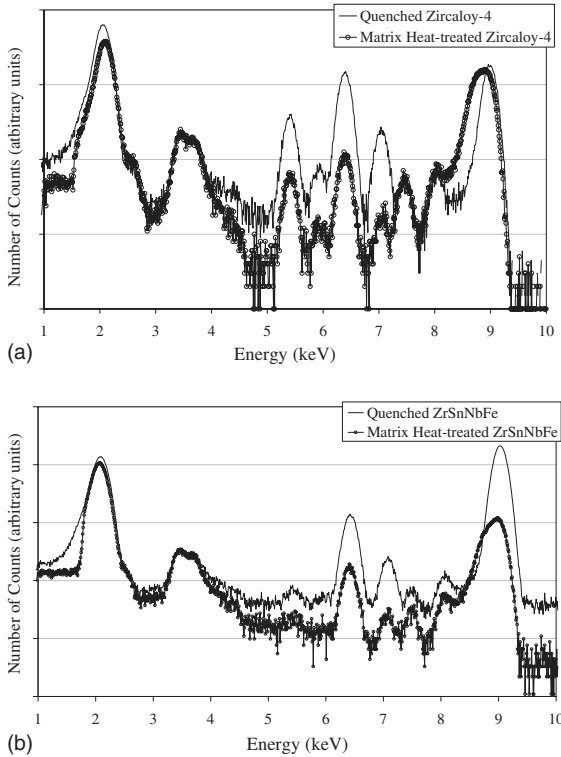 Quenched Zircaloy-4
Matrix Heat-treated Zircaloy-4
Number of Counts (atbitrary units)
1 2 3 4 5 6 7 8 9 10
Energy (keV)
(a)
Quenched ZrSnNbFe
Matrix Heat-treated ZrSnNbFe
Number of Counts (arbitrary units)
1 2 3 4 5 6 7 8 9 10
Energy (keV)
(b)